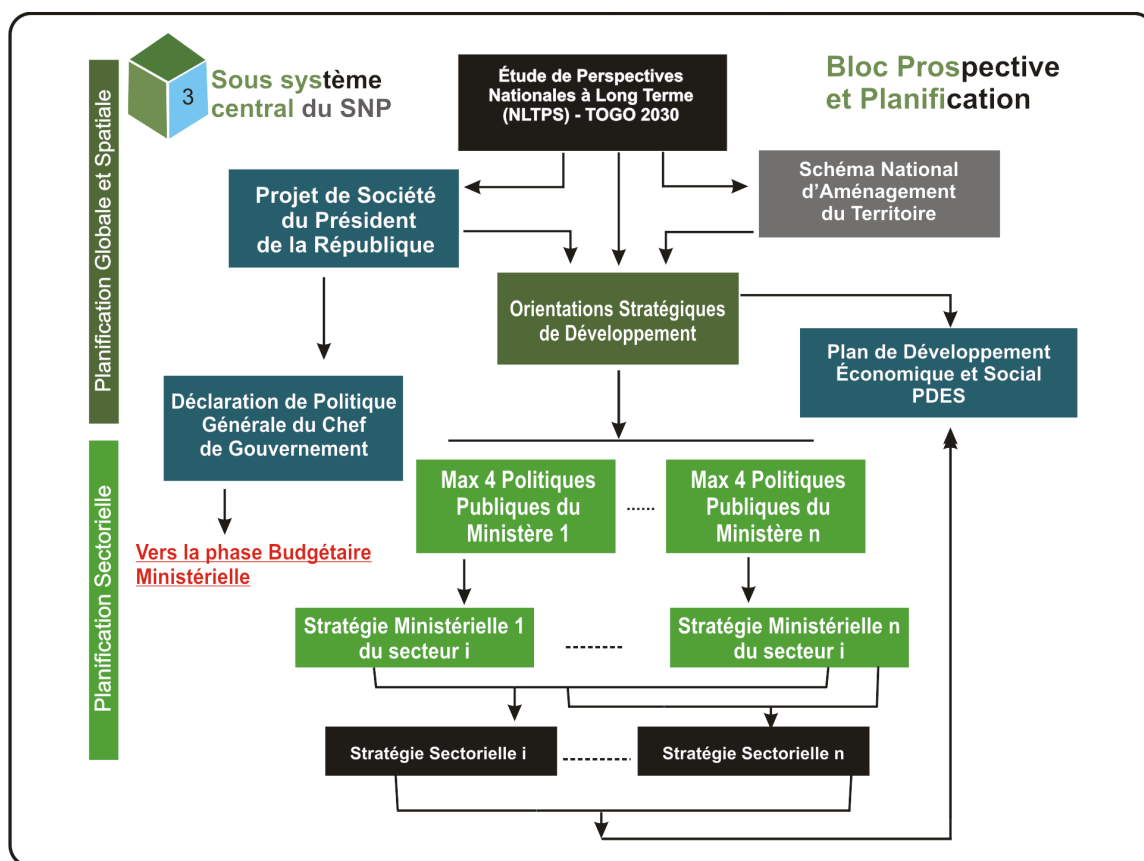 3
Sous système
central du SNP
Bloc Prospective
et Planification
Planification Globale et Spatiale
Étude de Perspectives
Nationales à Long Terme
(NLTPS) - TOGO 2030
Projet de Société
du Président
de la République
Schéma National
d'Aménagement
du Territoire
Orientations Stratégiques
de Développement
Plan de Développement
Économique et Social
PDES
Déclaration de Politique
Générale du Chef
de Gouvernement
Planification Sectorielle
Vers la phase Budgétaire
Ministérielle
Max 4 Politiques
Publiques du
Ministère 1
Max 4 Politiques
Publiques du
Ministère n
Stratégie Ministérielle 1
du secteur i
Stratégie Ministérielle n
du secteur i
Stratégie Sectorielle i
Stratégie Sectorielle n